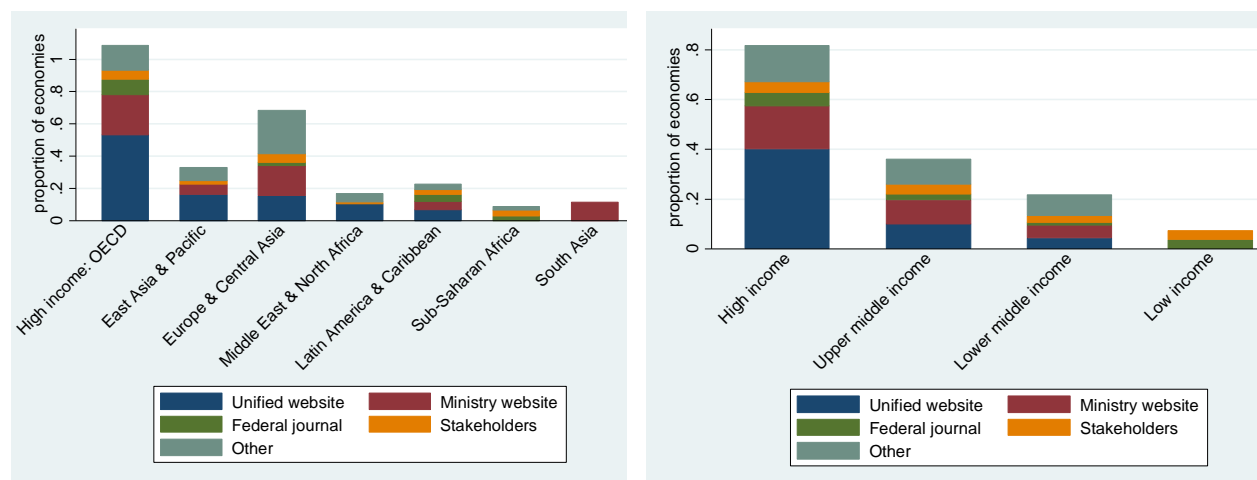 proportion of economies
0 .2 .4 .6 .8 1
High income: OECD
East Asia & Pacific
Europe & Central Asia
Middle East & North Africa
Latin America & Caribbean
Sub-Saharan Africa
South Asia
Unified website Ministry website
Federal journal Stakeholders
Other
proportion of economies
0 .2 .4 .6 .8
High income
Upper middle income
Lower middle income
Low income
Unified website Ministry website
Federal journal Stakeholders
Other